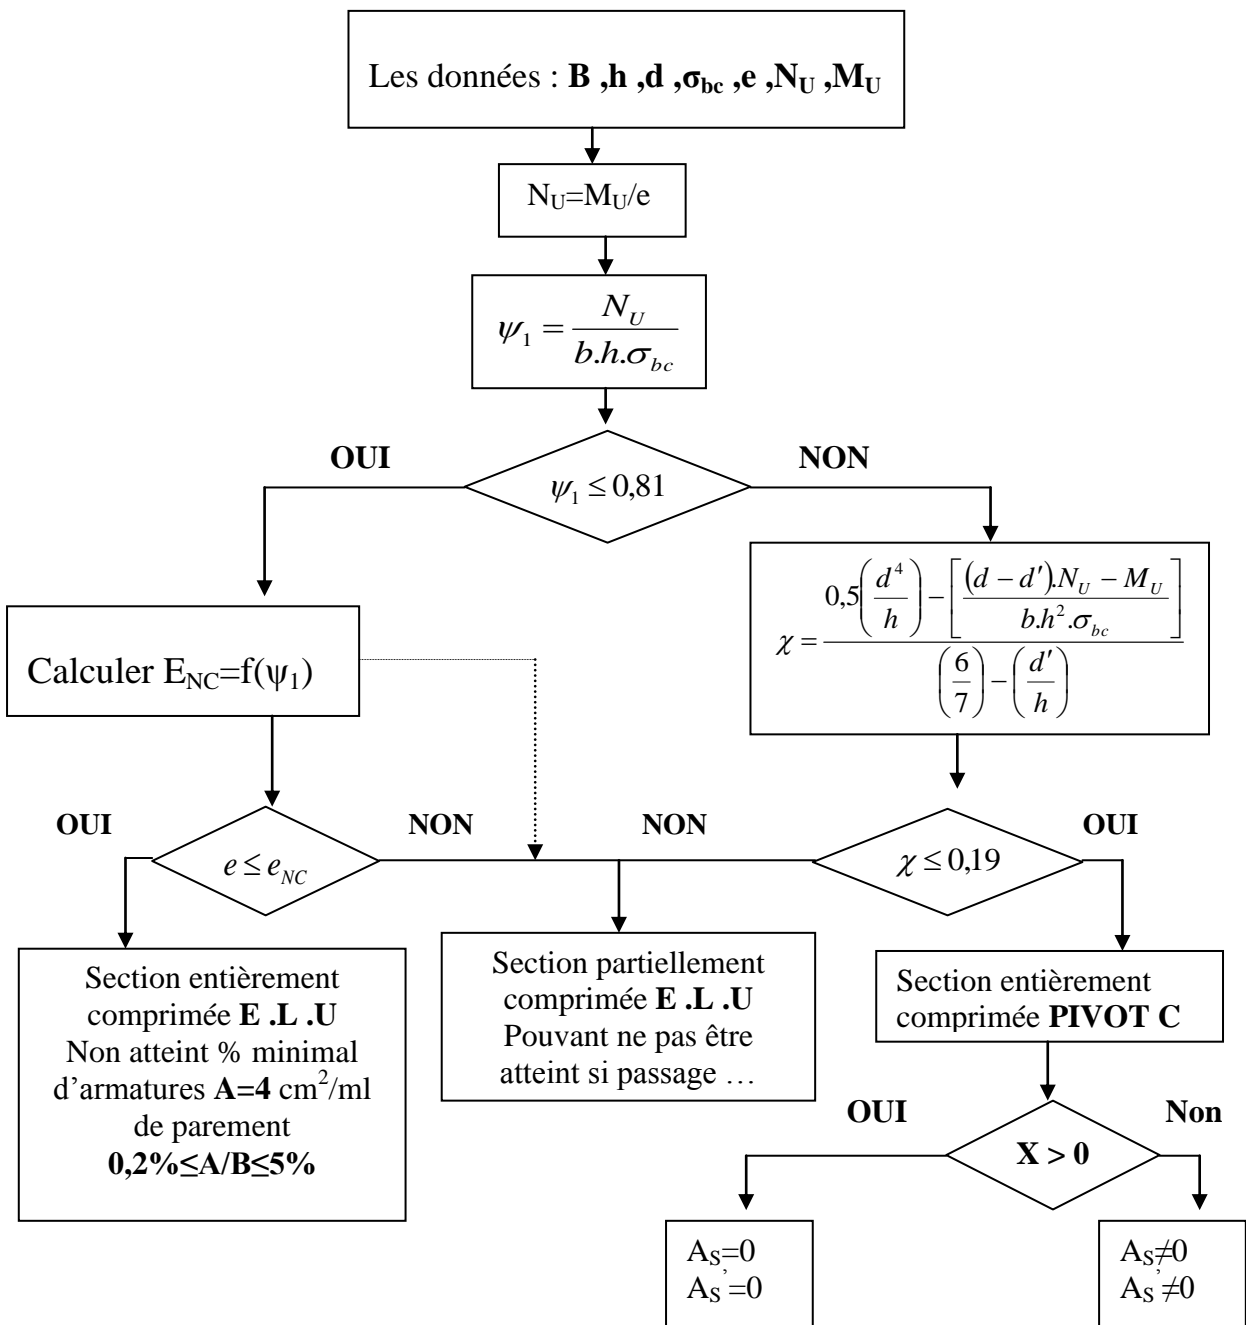 Les données : B ,h ,d ,σbc ,e ,NU ,MU
NU=MU/e
ψ1 = NU / b.h.σbc
OUI
NON
ψ1 ≤ 0,81
χ = (0,5(d⁴/h) − [((d − d′).NU − MU) / b.h².σbc]) / ((6/7) − (d′/h))
Calculer ENC=f(ψ1)
OUI
NON
NON
OUI
e ≤ eNC
χ ≤ 0,19
Section entièrement
comprimée E .L .U
Non atteint % minimal
d’armatures A=4 cm²/ml
de parement
0,2%≤A/B≤5%
Section partiellement
comprimée E .L .U
Pouvant ne pas être
atteint si passage …
Section entièrement
comprimée PIVOT C
OUI
Non
X > 0
AS=0
AS’=0
AS≠0
AS’≠0